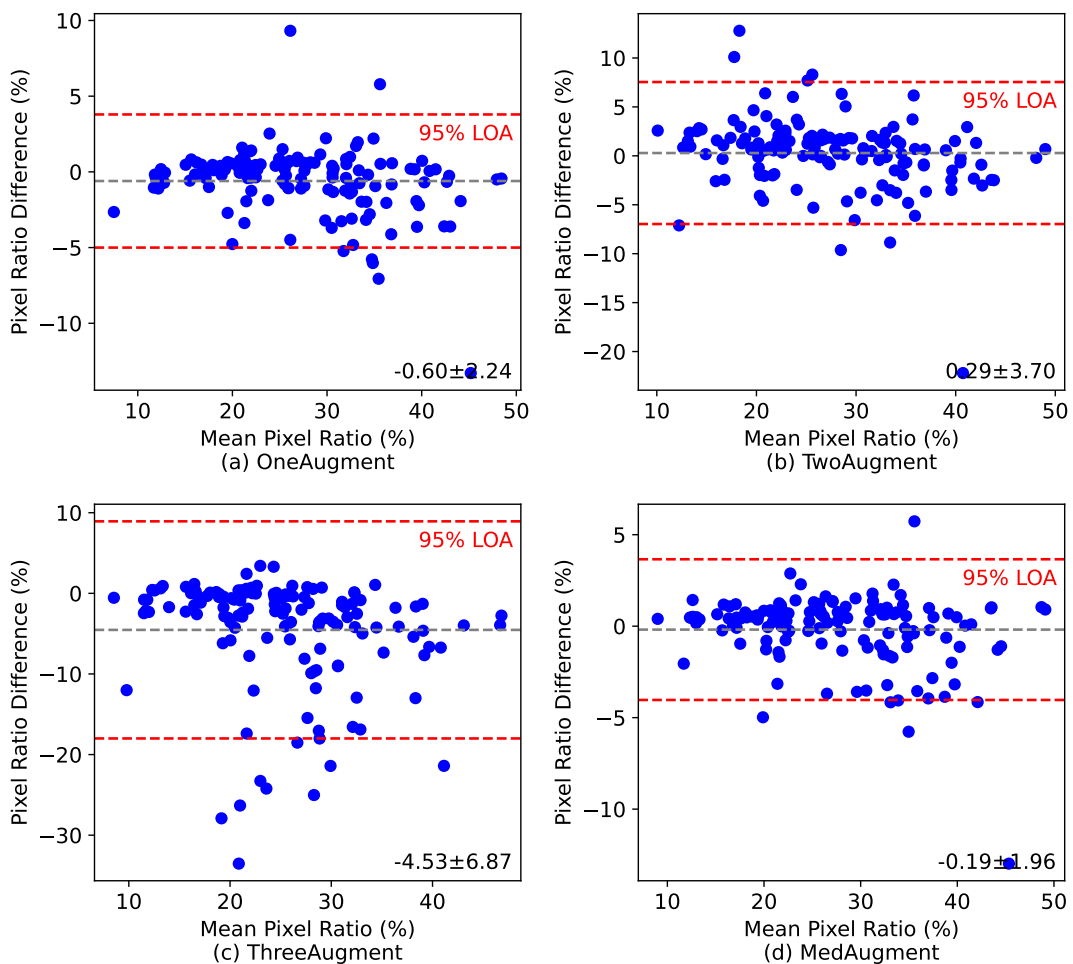 10
5
0
−5
−10
Pixel Ratio Difference (%)
95% LOA
-0.60±2.24
10 20 30 40 50
Mean Pixel Ratio (%)
(a) OneAugment
10
5
0
−5
−10
−15
−20
Pixel Ratio Difference (%)
95% LOA
0.29±3.70
10 20 30 40 50
Mean Pixel Ratio (%)
(b) TwoAugment
10
0
−10
−20
−30
Pixel Ratio Difference (%)
95% LOA
-4.53±6.87
10 20 30 40
Mean Pixel Ratio (%)
(c) ThreeAugment
5
0
−5
−10
Pixel Ratio Difference (%)
95% LOA
-0.19±1.96
10 20 30 40 50
Mean Pixel Ratio (%)
(d) MedAugment